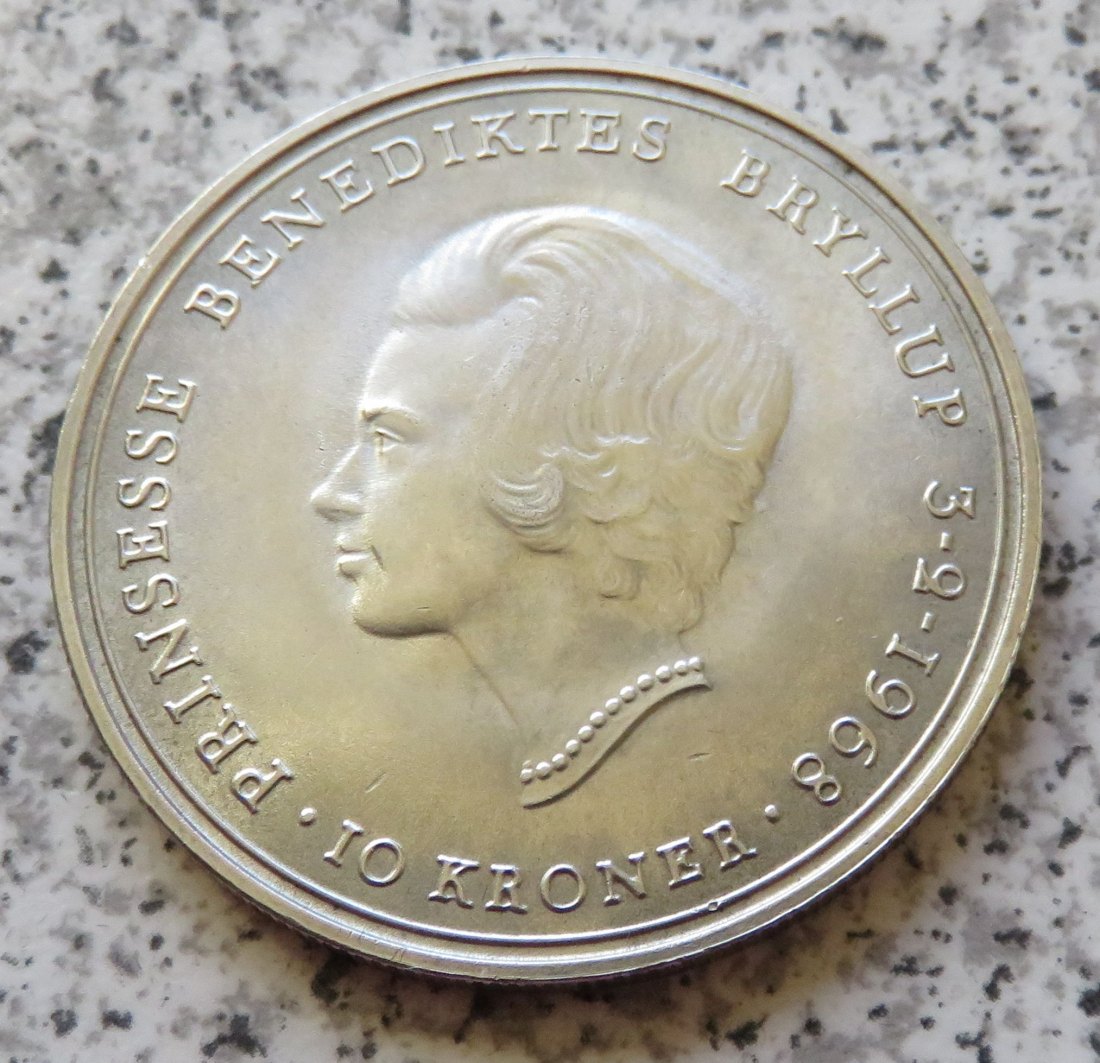 PRINSESSE BENEDIKTES BRYLLUP 3-2-1968
· 10 KRONER ·